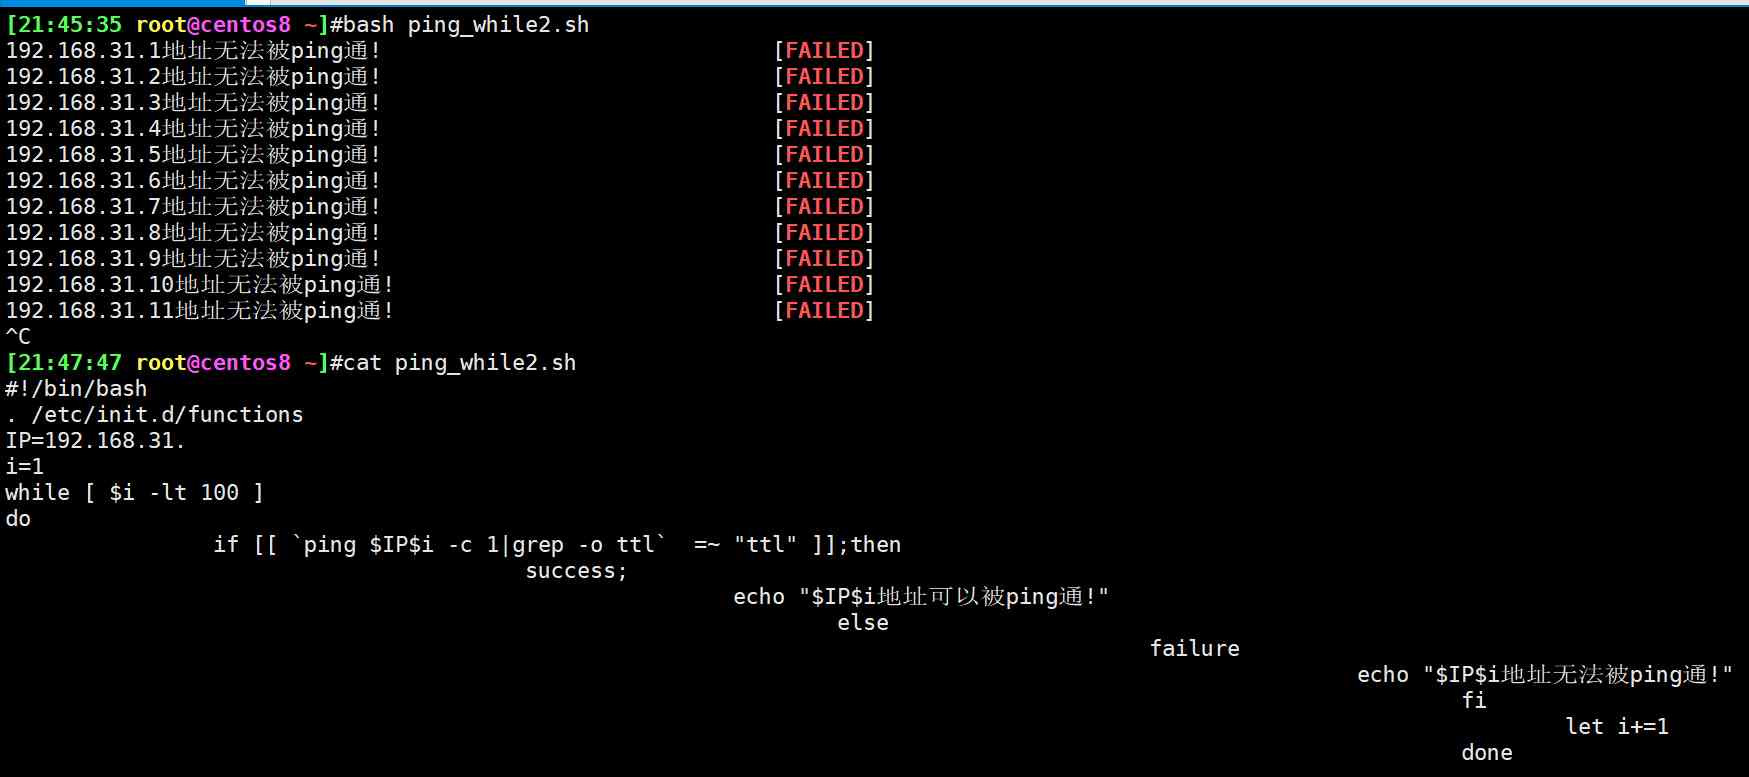 [21:45:35 root@centos8 ~]#bash ping_while2.sh
192.168.31.1地址无法被ping通! [FAILED]
192.168.31.2地址无法被ping通! [FAILED]
192.168.31.3地址无法被ping通! [FAILED]
192.168.31.4地址无法被ping通! [FAILED]
192.168.31.5地址无法被ping通! [FAILED]
192.168.31.6地址无法被ping通! [FAILED]
192.168.31.7地址无法被ping通! [FAILED]
192.168.31.8地址无法被ping通! [FAILED]
192.168.31.9地址无法被ping通! [FAILED]
192.168.31.10地址无法被ping通! [FAILED]
192.168.31.11地址无法被ping通! [FAILED]
^C
[21:47:47 root@centos8 ~]#cat ping_while2.sh
#!/bin/bash
. /etc/init.d/functions
IP=192.168.31.
i=1
while [ $i -lt 100 ]
do
if [[ `ping $IP$i -c 1|grep -o ttl`  =~ "ttl" ]];then
success;
echo "$IP$i地址可以被ping通!"
else
failure
echo "$IP$i地址无法被ping通!"
fi
let i+=1
done